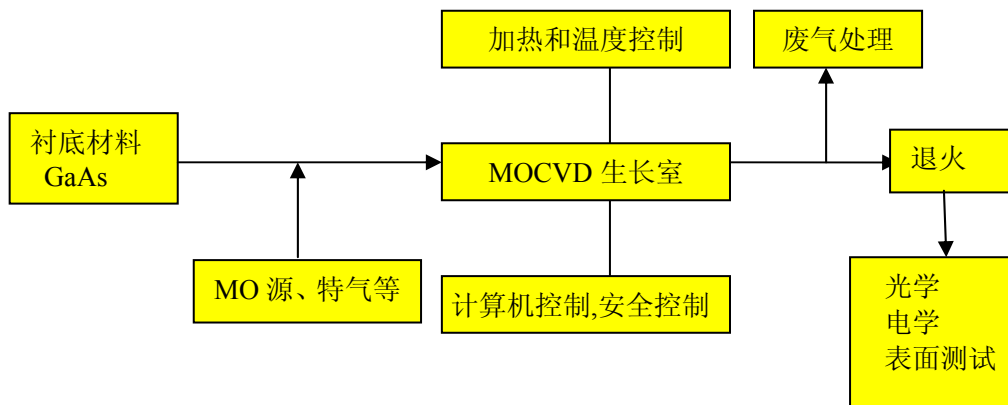 加热和温度控制
废气处理
衬底材料
GaAs
MOCVD 生长室
退火
MO 源、特气等
计算机控制,安全控制
光学
电学
表面测试